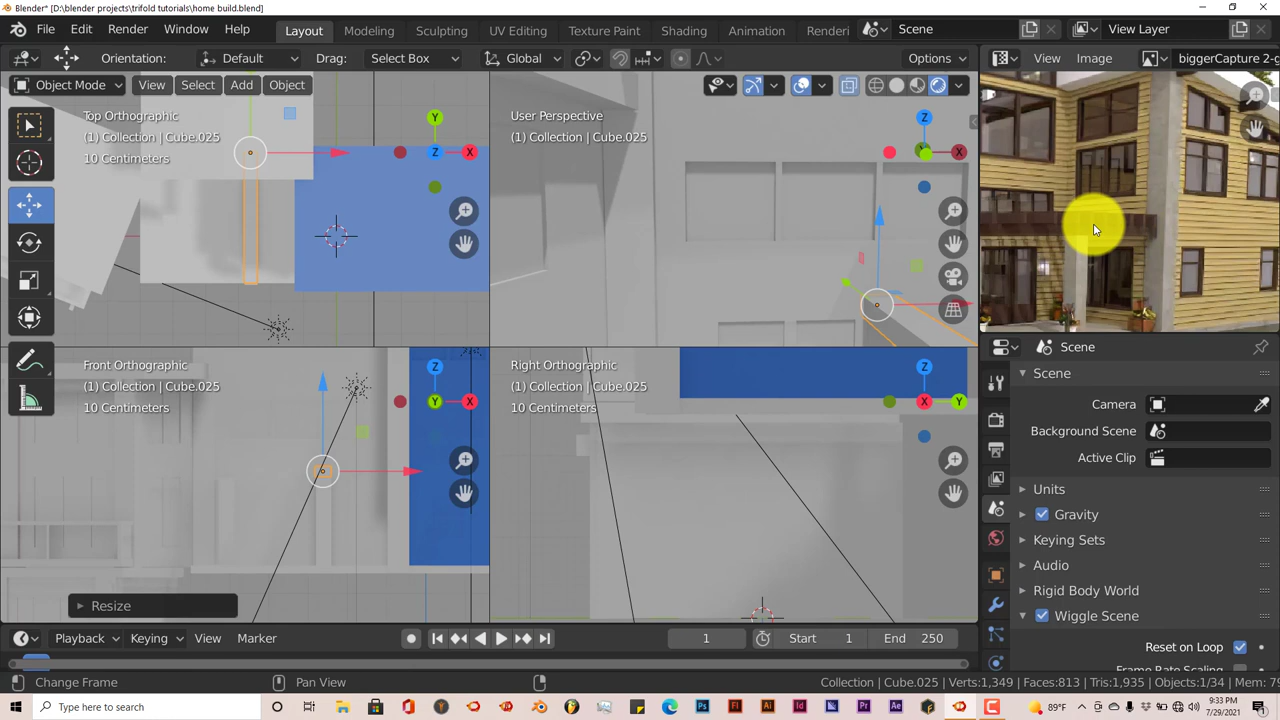 Blender* [D:\blender projects\trifold tutorials\home build.blend]
File Edit Render Window Help Layout Modeling Sculpting UV Editing Texture Paint Shading Animation Renderi Scene View Layer
Orientation: Default Drag: Select Box Global Options View Image biggerCapture 2-g
Object Mode View Select Add Object
Top Orthographic
(1) Collection | Cube.025
10 Centimeters
Y
Z
X
User Perspective
(1) Collection | Cube.025
Z
X
Front Orthographic
(1) Collection | Cube.025
10 Centimeters
Z
Y
X
Right Orthographic
(1) Collection | Cube.025
10 Centimeters
Z
X
Y
Resize
Scene
Scene
Camera
Background Scene
Active Clip
Units
Gravity
Keying Sets
Audio
Rigid Body World
Wiggle Scene
Reset on Loop
Frame Rate Scaling
Playback Keying View Marker 1 Start 1 End 250
Change Frame Pan View Collection | Cube.025 | Verts:1,349 | Faces:813 | Tris:1,935 | Objects:1/34 | Mem: 79
Type here to search
89°F
9:33 PM
7/29/2021